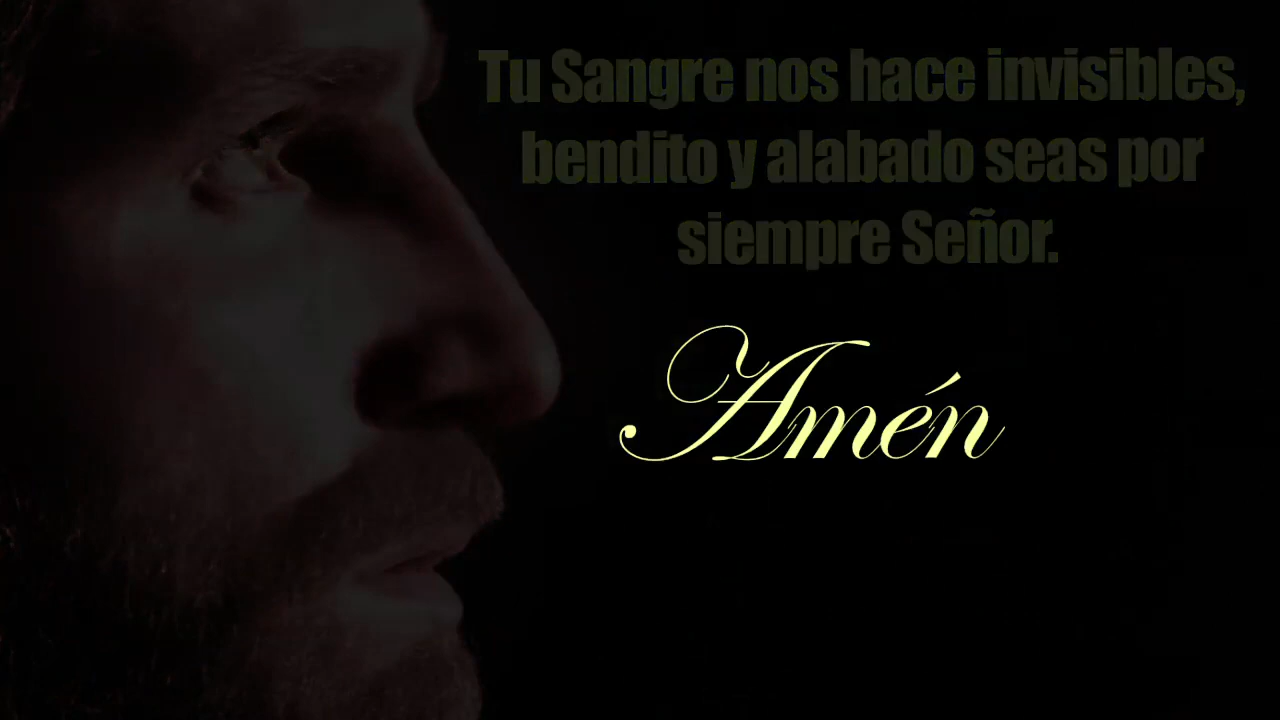 Tu Sangre nos hace invisibles,
bendito y alabado seas por
siempre Señor.
Amén